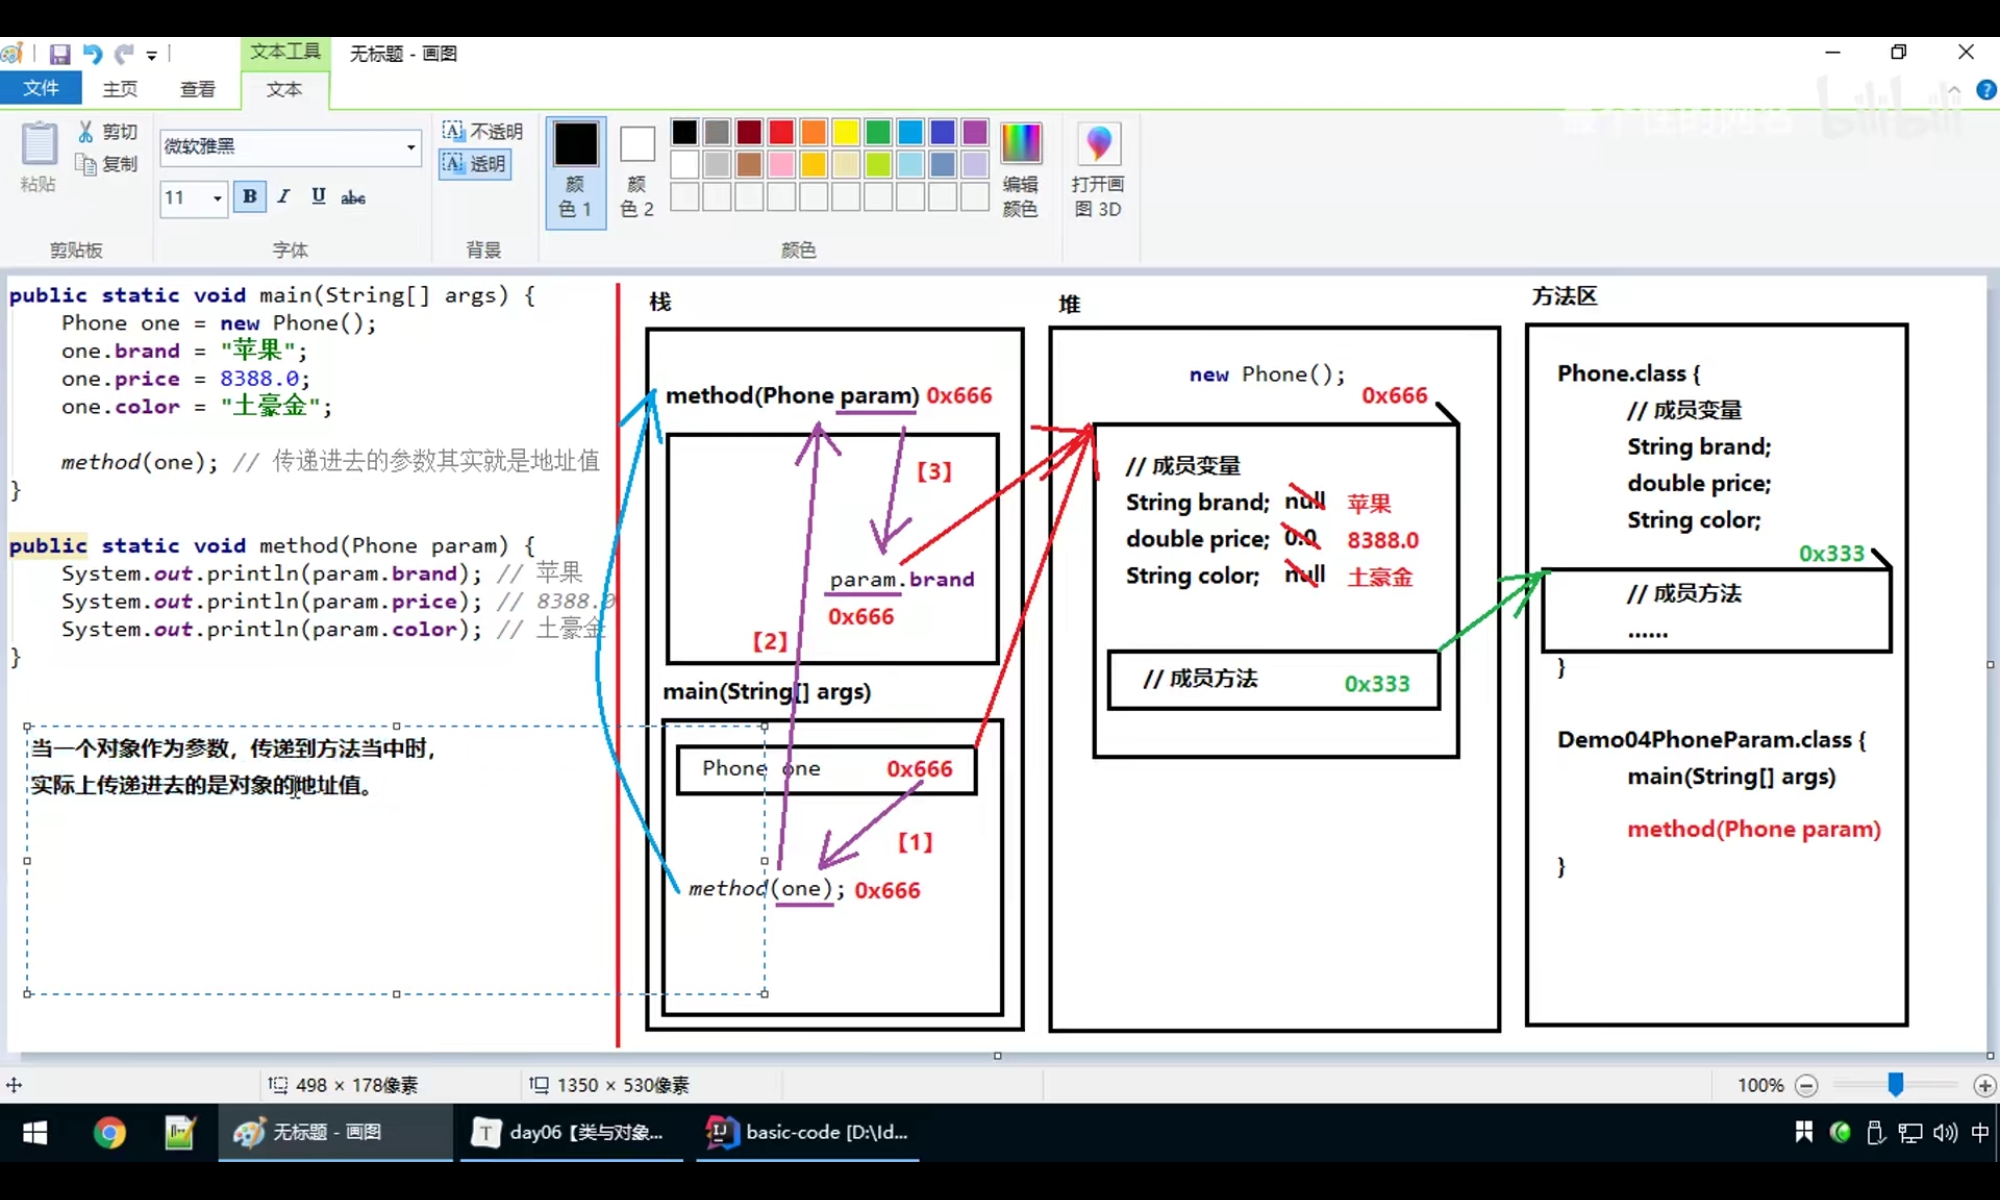 文本工具
无标题 - 画图
文件
主页
查看
文本
bilibili
粘贴
剪切
复制
剪贴板
微软雅黑
11
B I U abc
字体
A 不透明
A 透明
背景
颜色 1
颜色 2
颜色
编辑颜色
打开画图 3D
public static void main(String[] args) {
Phone one = new Phone();
one.brand = "苹果";
one.price = 8388.0;
one.color = "土豪金";
method(one); // 传递进去的参数其实就是地址值
}
public static void method(Phone param) {
System.out.println(param.brand); // 苹果
System.out.println(param.price); // 8388.0
System.out.println(param.color); // 土豪金
}
当一个对象作为参数，传递到方法当中时，
实际上传递进去的是对象的地址值。
栈
method(Phone param) 0x666
【3】
param.brand
0x666
【2】
main(String[] args)
Phone one 0x666
【1】
method(one); 0x666
堆
new Phone();
0x666
// 成员变量
String brand; null 苹果
double price; 0.0 8388.0
String color; null 土豪金
// 成员方法 0x333
方法区
Phone.class {
// 成员变量
String brand;
double price;
String color;
0x333
// 成员方法
......
}
Demo04PhoneParam.class {
main(String[] args)
method(Phone param)
}
498 × 178像素
1350 × 530像素
100%
无标题 - 画图
T day06【类与对象...
IJ basic-code [D:\Id...
中